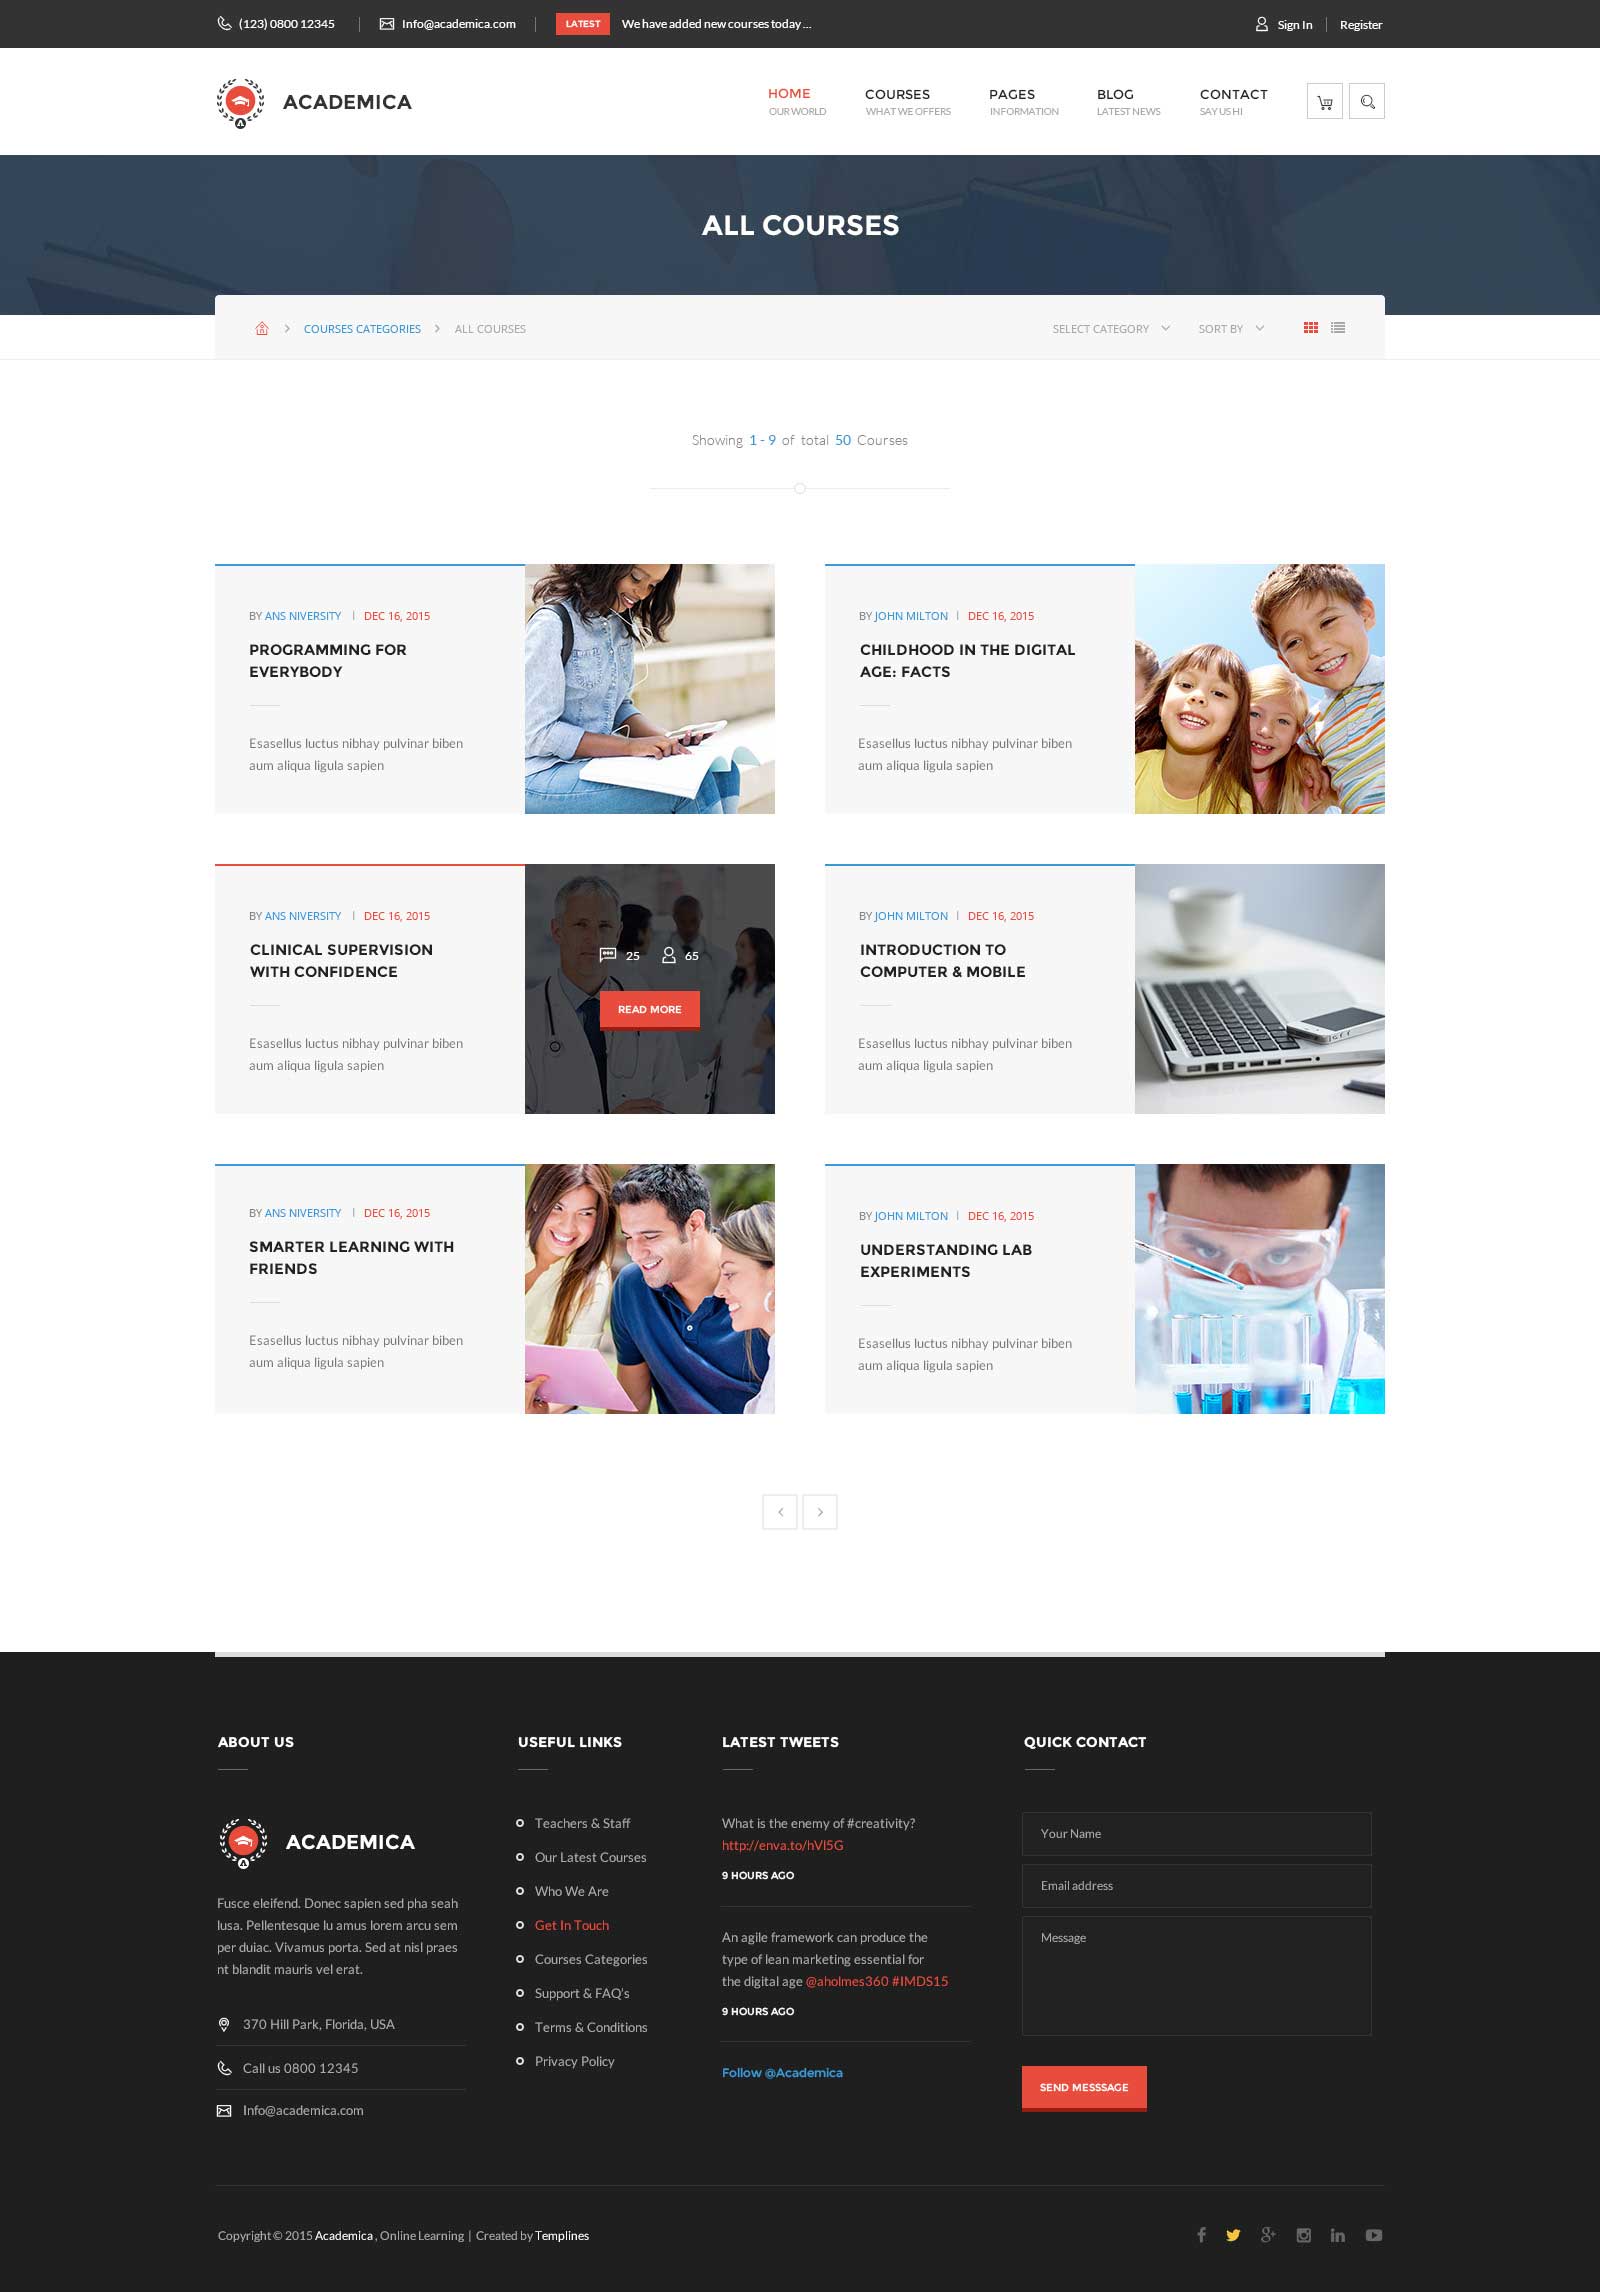 (123) 0800 12345
Info@academica.com
LATEST
We have added new courses today ...
Sign In
Register
ACADEMICA
HOME
OUR WORLD
COURSES
WHAT WE OFFERS
PAGES
INFORMATION
BLOG
LATEST NEWS
CONTACT
SAY US HI
ALL COURSES
COURSES CATEGORIES
ALL COURSES
SELECT CATEGORY
SORT BY
Showing 1 - 9 of total 50 Courses
BY ANS NIVERSITY | DEC 16, 2015
PROGRAMMING FOR
EVERYBODY
Esasellus luctus nibhay pulvinar biben
aum aliqua ligula sapien
BY JOHN MILTON | DEC 16, 2015
CHILDHOOD IN THE DIGITAL
AGE: FACTS
Esasellus luctus nibhay pulvinar biben
aum aliqua ligula sapien
BY ANS NIVERSITY | DEC 16, 2015
CLINICAL SUPERVISION
WITH CONFIDENCE
Esasellus luctus nibhay pulvinar biben
aum aliqua ligula sapien
25
65
READ MORE
BY JOHN MILTON | DEC 16, 2015
INTRODUCTION TO
COMPUTER & MOBILE
Esasellus luctus nibhay pulvinar biben
aum aliqua ligula sapien
BY ANS NIVERSITY | DEC 16, 2015
SMARTER LEARNING WITH
FRIENDS
Esasellus luctus nibhay pulvinar biben
aum aliqua ligula sapien
BY JOHN MILTON | DEC 16, 2015
UNDERSTANDING LAB
EXPERIMENTS
Esasellus luctus nibhay pulvinar biben
aum aliqua ligula sapien
ABOUT US
ACADEMICA
Fusce eleifend. Donec sapien sed pha seah
lusa. Pellentesque lu amus lorem arcu sem
per duiac. Vivamus porta. Sed at nisl praes
nt blandit mauris vel erat.
370 Hill Park, Florida, USA
Call us 0800 12345
Info@academica.com
USEFUL LINKS
Teachers & Staff
Our Latest Courses
Who We Are
Get In Touch
Courses Categories
Support & FAQ's
Terms & Conditions
Privacy Policy
LATEST TWEETS
What is the enemy of #creativity?
http://enva.to/hVl5G
9 HOURS AGO
An agile framework can produce the
type of lean marketing essential for
the digital age @aholmes360 #IMDS15
9 HOURS AGO
Follow @Academica
QUICK CONTACT
Your Name
Email address
Message
SEND MESSSAGE
Copyright © 2015 Academica , Online Learning | Created by Templines